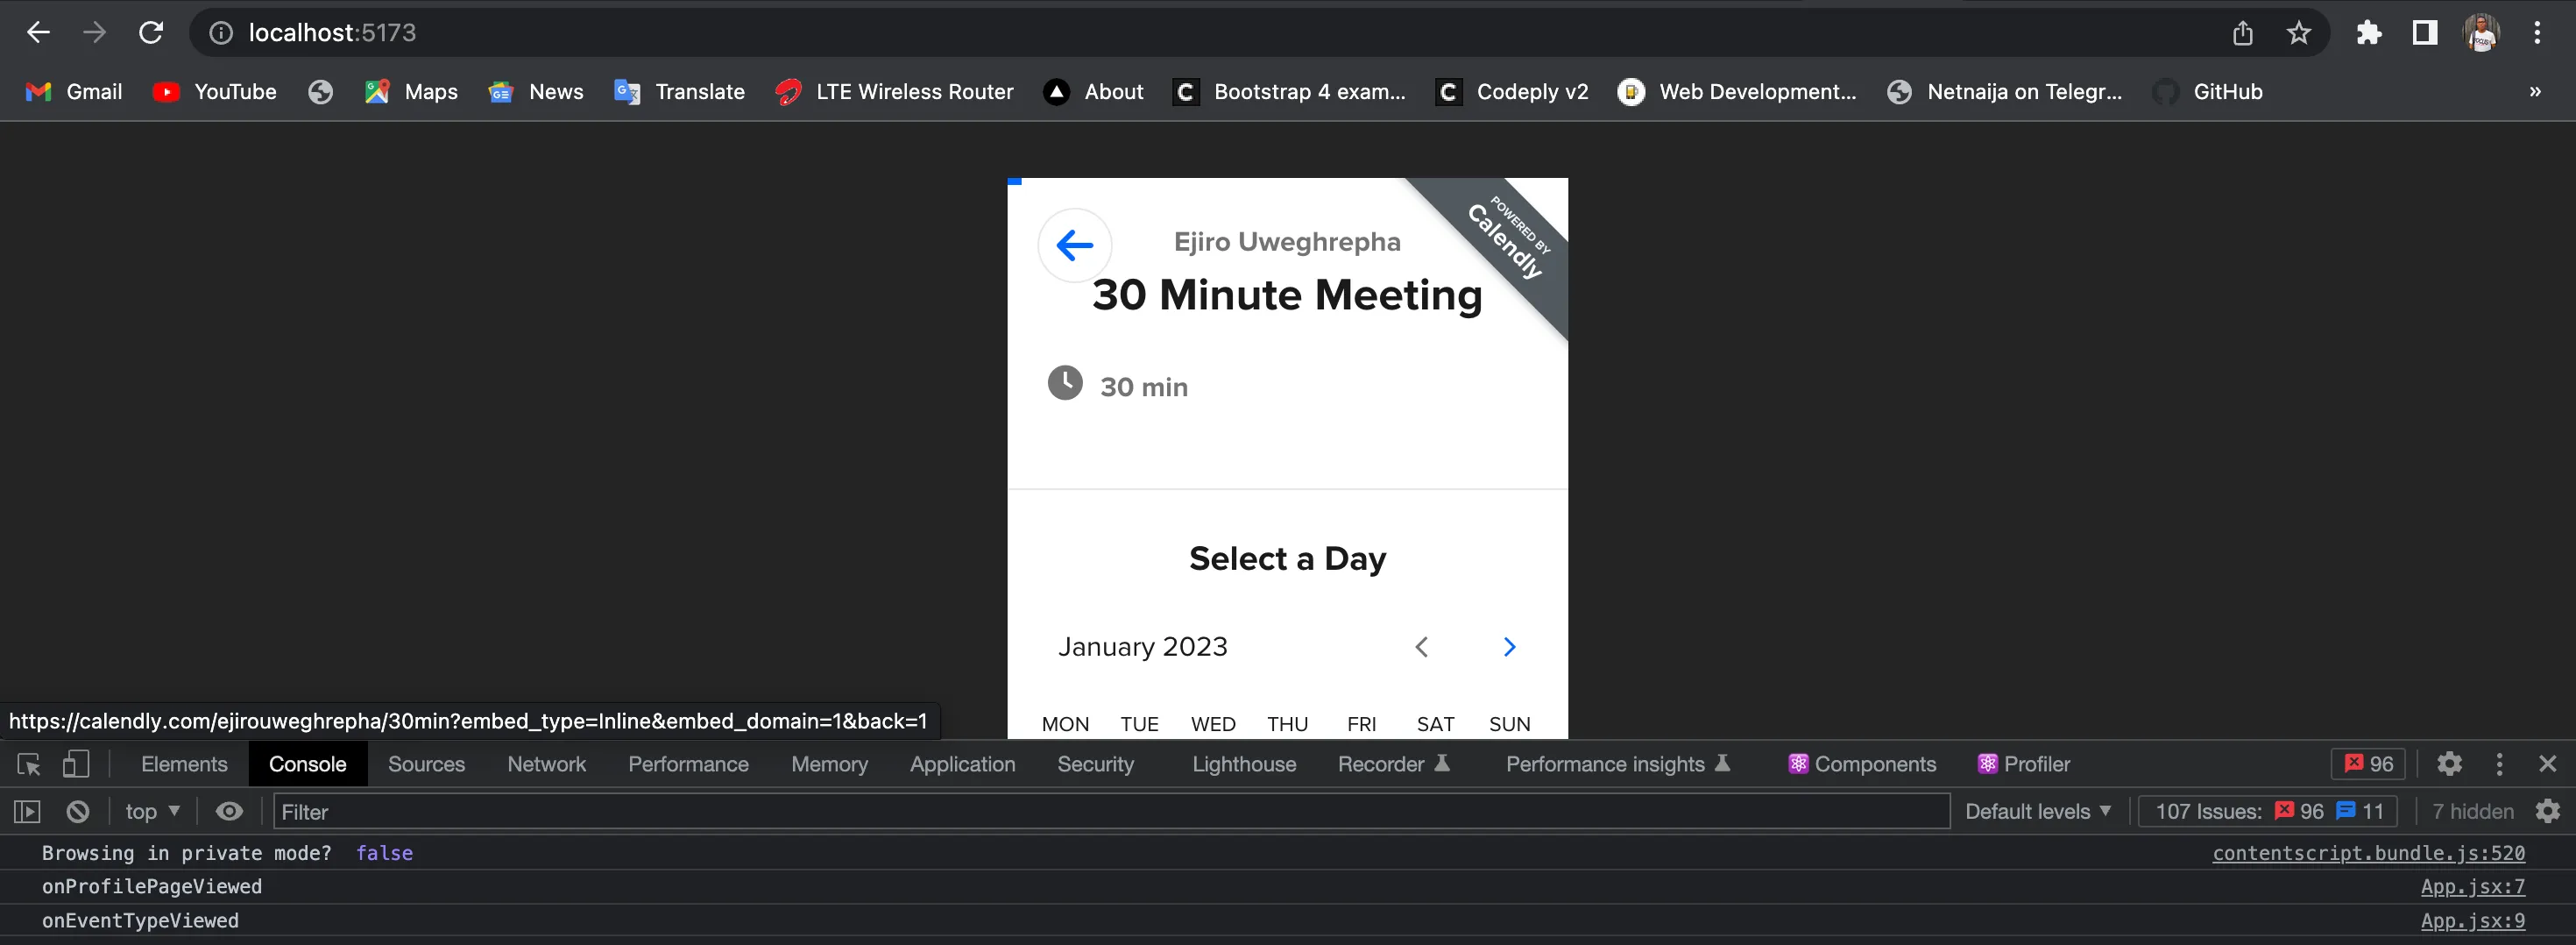 localhost:5173
Gmail YouTube Maps News Translate LTE Wireless Router About Bootstrap 4 exam... Codeply v2 Web Development... Netnaija on Telegr... GitHub »
POWERED BY
Calendly
Ejiro Uweghrepha
30 Minute Meeting
30 min
Select a Day
January 2023
MON TUE WED THU FRI SAT SUN
https://calendly.com/ejirouweghrepha/30min?embed_type=Inline&embed_domain=1&back=1
Elements Console Sources Network Performance Memory Application Security Lighthouse Recorder Performance insights Components Profiler 96
top Filter Default levels 107 Issues: 96 11 7 hidden
Browsing in private mode? false contentscript.bundle.js:520
onProfilePageViewed App.jsx:7
onEventTypeViewed App.jsx:9